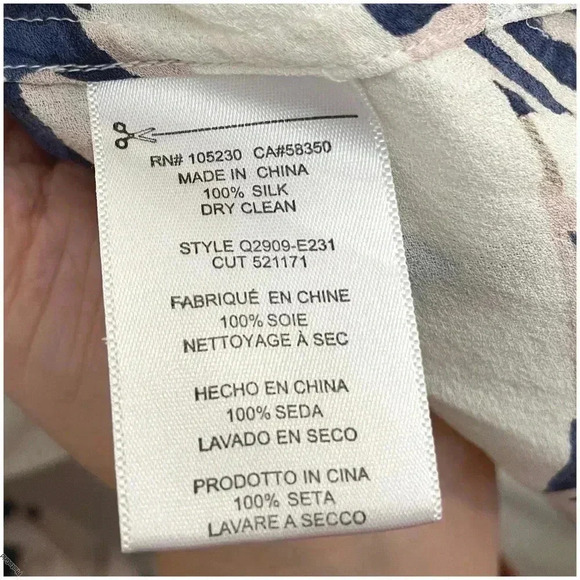 RN# 105230 CA#58350
MADE IN CHINA
100% SILK
DRY CLEAN
STYLE Q2909-E231
CUT 521171
FABRIQUÉ EN CHINE
100% SOIE
NETTOYAGE À SEC
HECHO EN CHINA
100% SEDA
LAVADO EN SECO
PRODOTTO IN CINA
100% SETA
LAVARE A SECCO